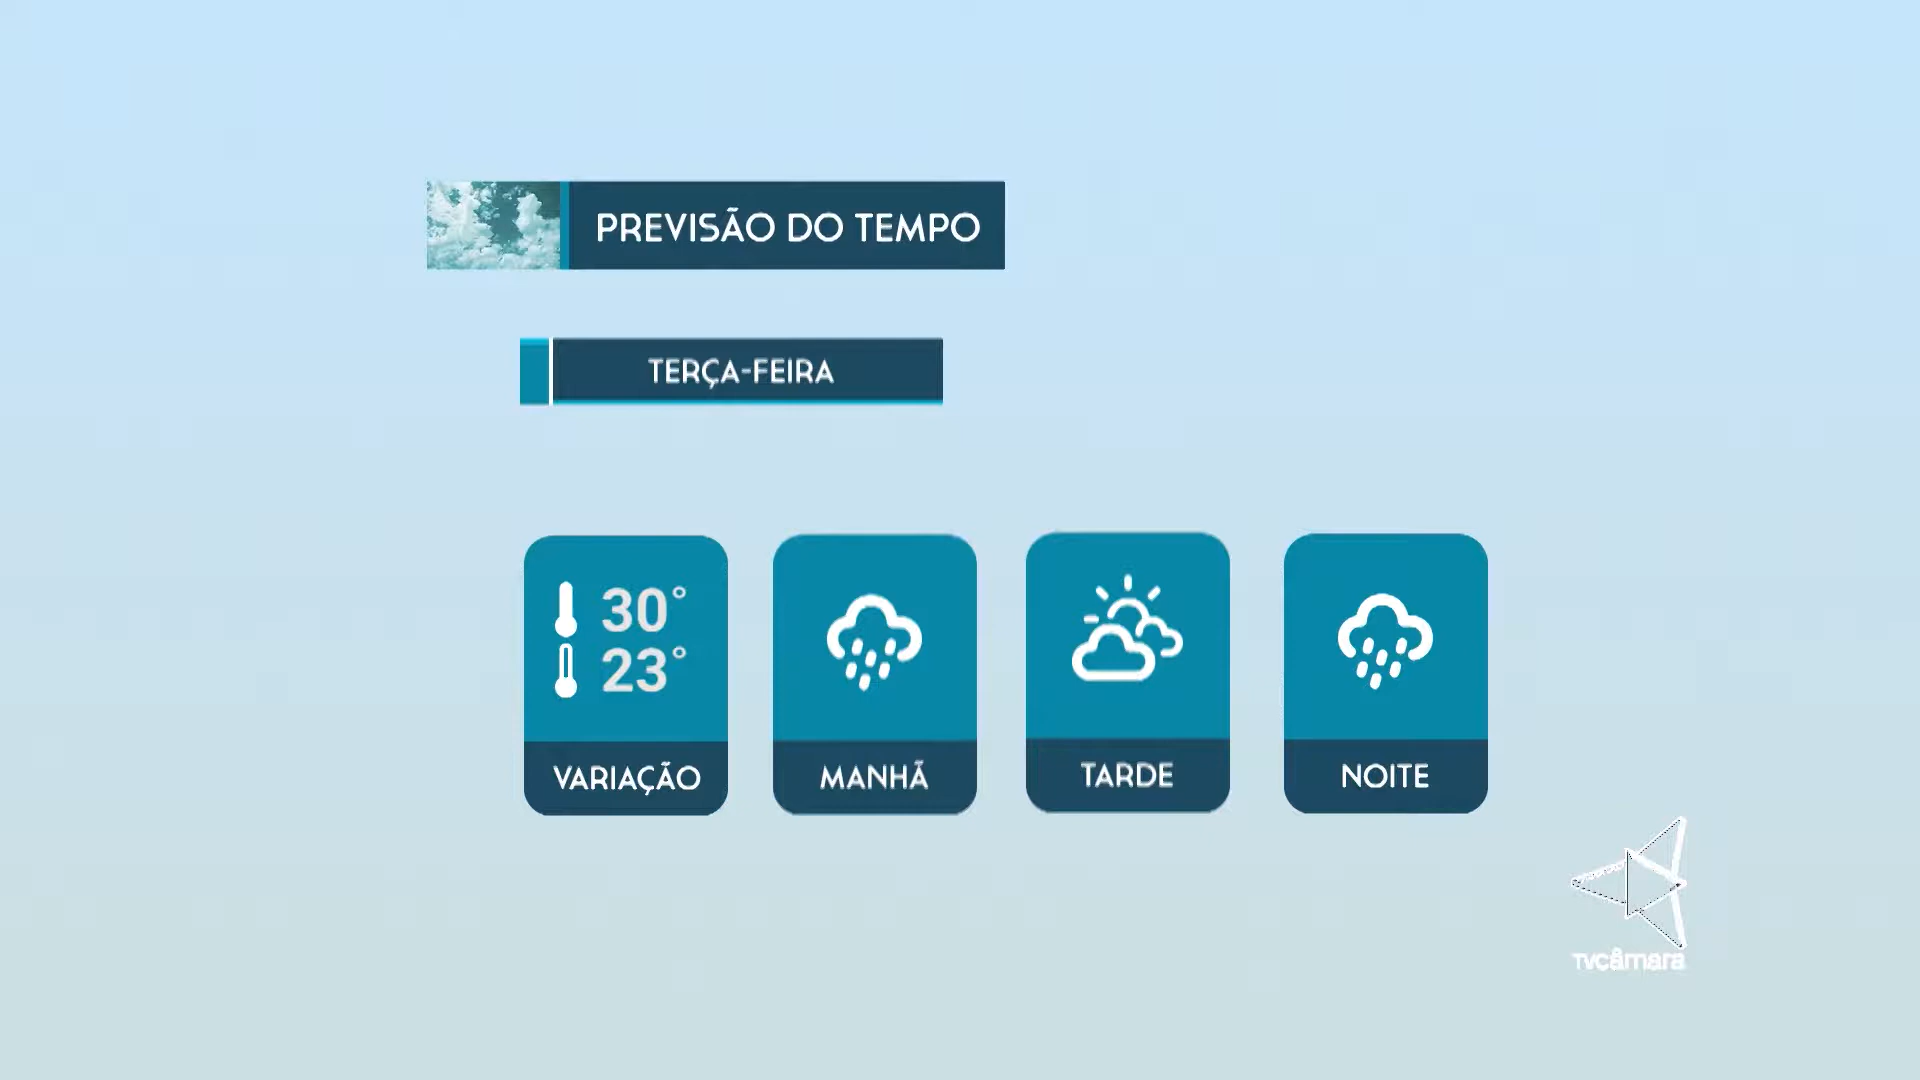 PREVISÃO DO TEMPO
TERÇA-FEIRA
30°
23°
VARIAÇÃO
MANHÃ
TARDE
NOITE
TVcâmara